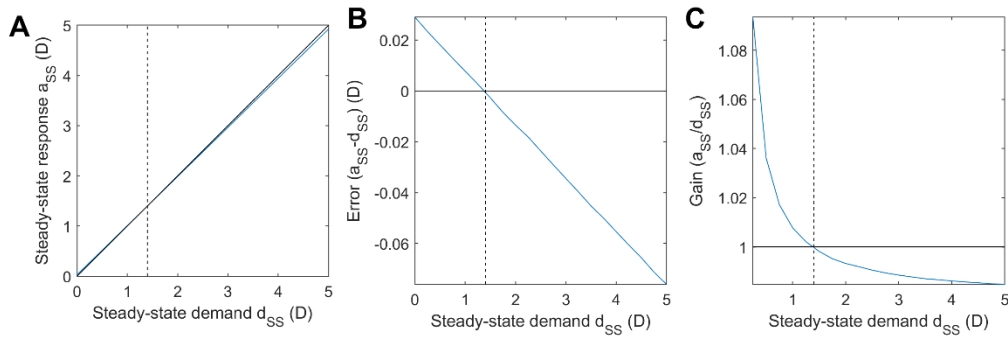 A
Steady-state response a_SS (D)
5
4
3
2
1
0
0 1 2 3 4 5
Steady-state demand d_SS (D)
B
Error (a_SS-d_SS) (D)
0.02
0
-0.02
-0.04
-0.06
0 1 2 3 4 5
Steady-state demand d_SS (D)
C
Gain (a_SS/d_SS)
1.08
1.06
1.04
1.02
1
1 2 3 4 5
Steady-state demand d_SS (D)